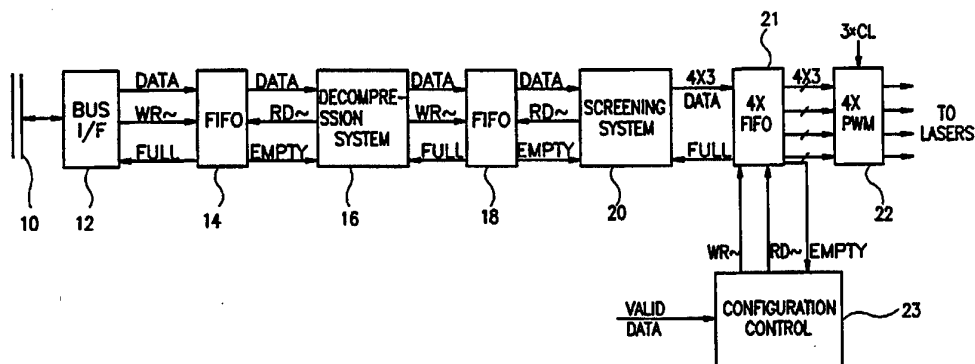 21
3xCL
DATA DATA DATA DATA 4X3 4X3
BUS I/F
WR~
FIFO
RD~
DECOMPRE-
SSION
SYSTEM
WR~
FIFO
RD~
SCREENING
SYSTEM
DATA
4X
FIFO
4X
PWM
TO
LASERS
FULL EMPTY FULL EMPTY FULL
10 12 14 16 18 20 22
WR~ RD~ EMPTY
VALID
DATA
CONFIGURATION
CONTROL
23